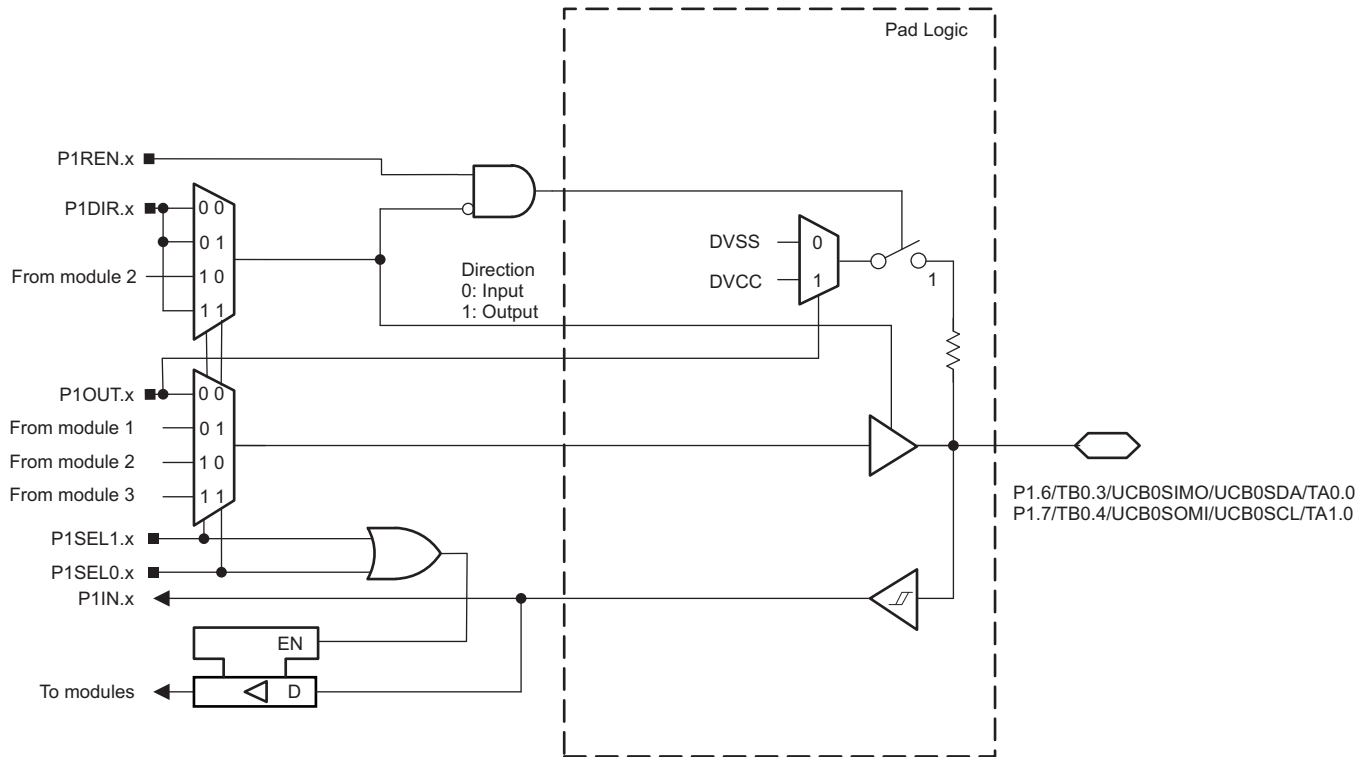 Pad Logic
P1REN.x
P1DIR.x
0 0
0 1
From module 2
1 0
1 1
Direction
0: Input
1: Output
DVSS
0
DVCC
1
1
P1OUT.x
0 0
From module 1
0 1
From module 2
1 0
From module 3
1 1
P1.6/TB0.3/UCB0SIMO/UCB0SDA/TA0.0
P1.7/TB0.4/UCB0SOMI/UCB0SCL/TA1.0
P1SEL1.x
P1SEL0.x
P1IN.x
EN
To modules
D